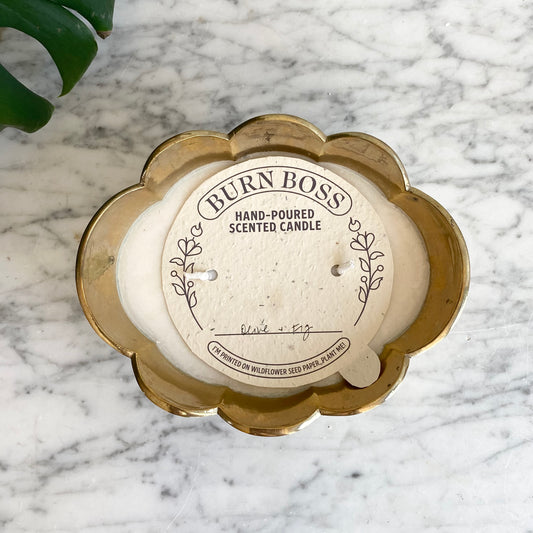 BURN BOSS
HAND-POURED
SCENTED CANDLE
Olive + Fig
I'M PRINTED ON WILDFLOWER SEED PAPER, PLANT ME!